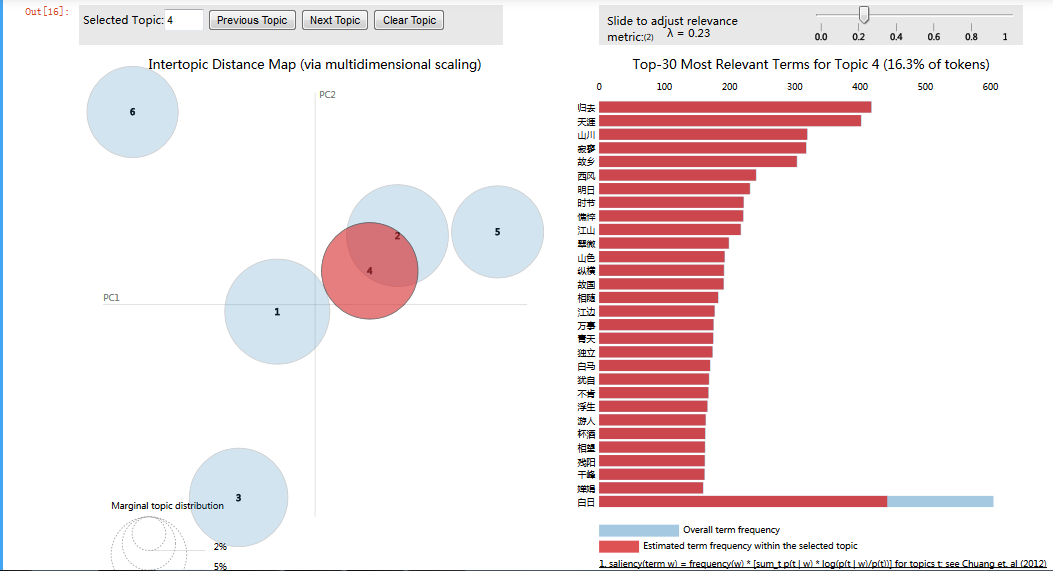 Out[16]:
Selected Topic: 4 Previous Topic Next Topic Clear Topic
Slide to adjust relevance
metric:(2) λ = 0.23
0.0 0.2 0.4 0.6 0.8 1
Intertopic Distance Map (via multidimensional scaling)
PC2
PC1
6
2
5
4
1
3
Marginal topic distribution
2%
5%
Top-30 Most Relevant Terms for Topic 4 (16.3% of tokens)
0 100 200 300 400 500 600
归去
天涯
山川
寂寥
故乡
西风
明日
时节
憔悴
江山
翠微
山色
纵横
故国
相随
江边
万事
青天
独立
白马
犹自
不肯
浮生
游人
杯酒
相望
残阳
千峰
婵娟
白日
Overall term frequency
Estimated term frequency within the selected topic
1. saliency(term w) = frequency(w) * [sum_t p(t | w) * log(p(t | w)/p(t))] for topics t; see Chuang et. al (2012)